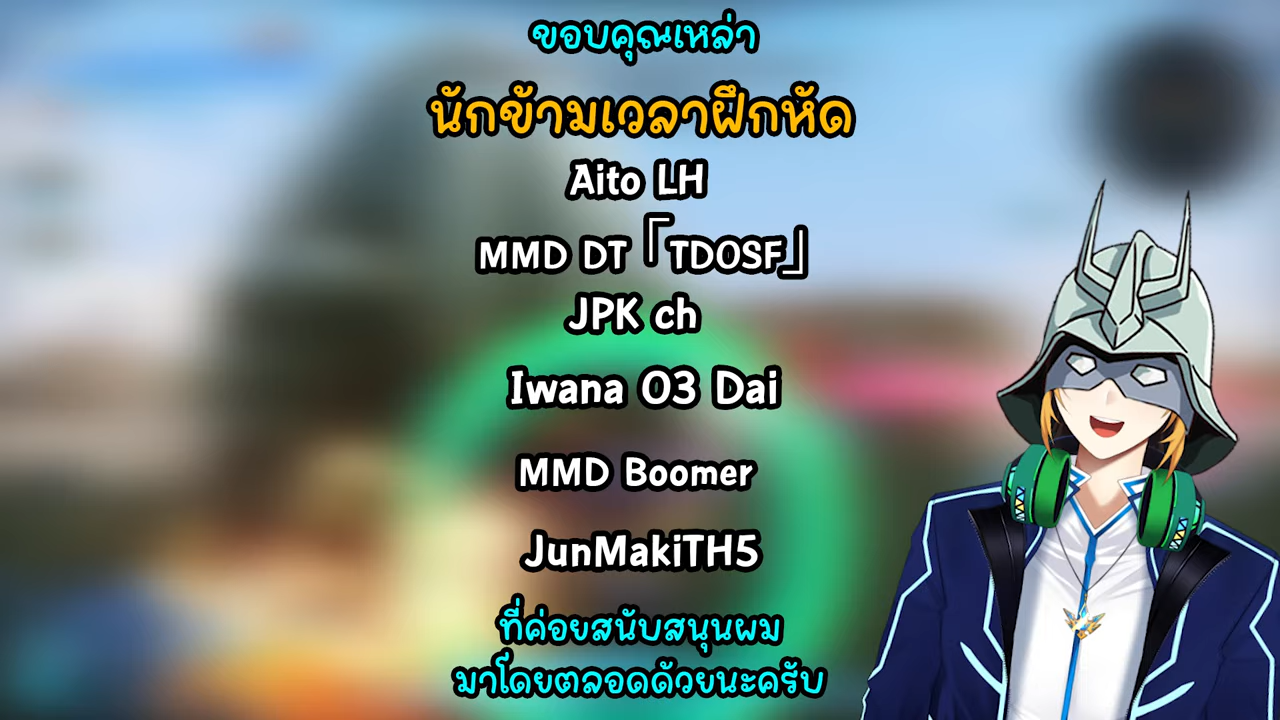 ขอบคุณเหล่า
นักข้ามเวลาฝึกหัด
Aito LH
MMD DT「TDOSF」
JPK ch
Iwana 03 Dai
MMD Boomer
JunMakiTH5
ที่ค่อยสนับสนุนผม
มาโดยตลอดด้วยนะครับ